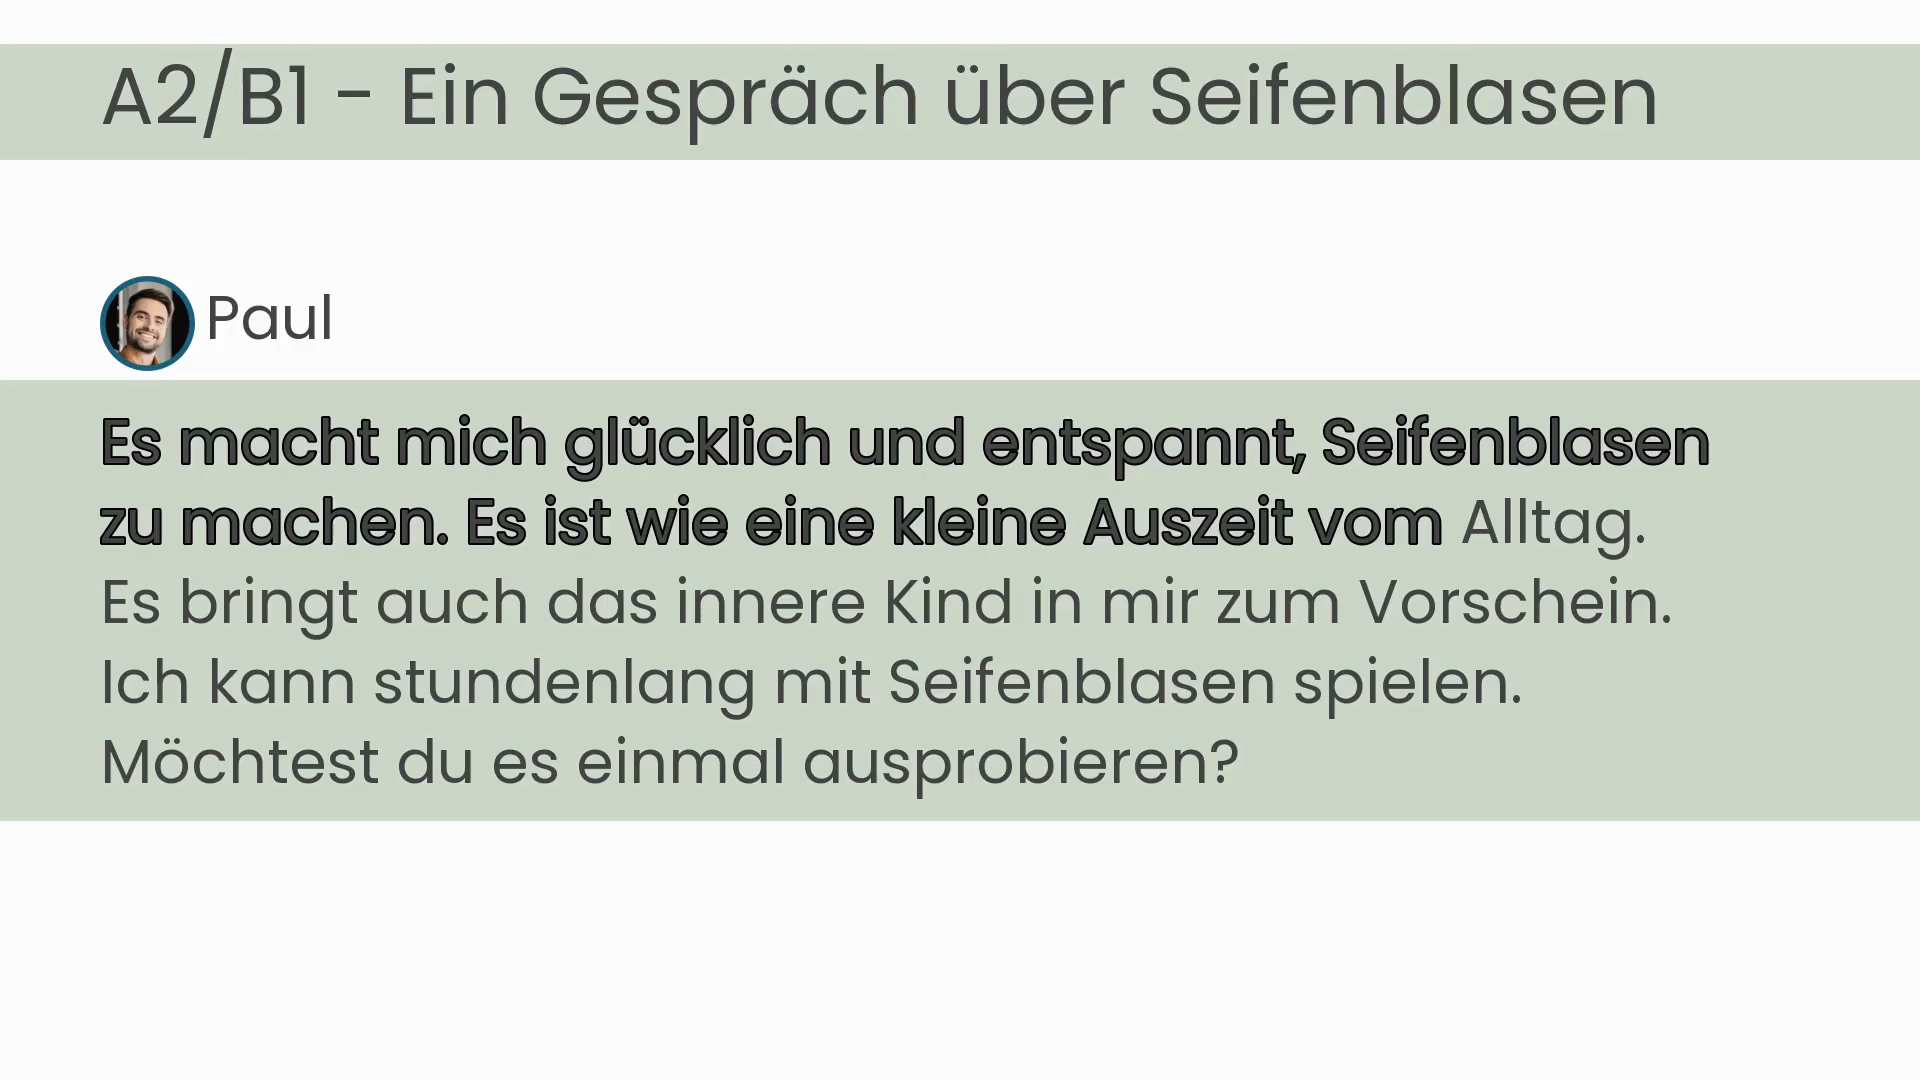 A2/B1 - Ein Gespräch über Seifenblasen
Paul
Es macht mich glücklich und entspannt, Seifenblasen
zu machen. Es ist wie eine kleine Auszeit vom Alltag.
Es bringt auch das innere Kind in mir zum Vorschein.
Ich kann stundenlang mit Seifenblasen spielen.
Möchtest du es einmal ausprobieren?